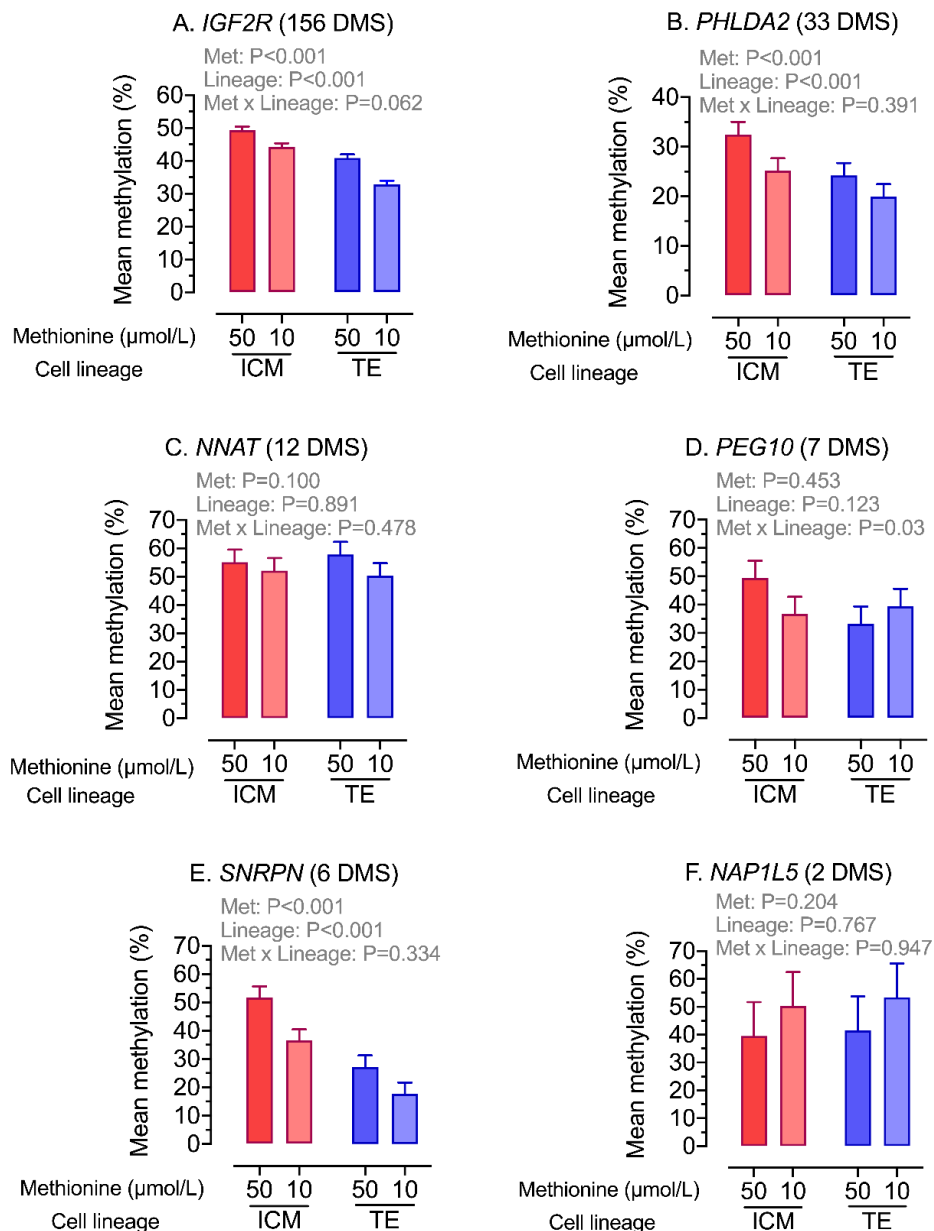 A. IGF2R (156 DMS)
Met: P<0.001
Lineage: P<0.001
Met x Lineage: P=0.062
Mean methylation (%)
60
50
40
30
20
10
0
Methionine (µmol/L) 50 10 50 10
Cell lineage ICM TE
B. PHLDA2 (33 DMS)
Met: P<0.001
Lineage: P<0.001
Met x Lineage: P=0.391
Mean methylation (%)
40
30
20
10
0
Methionine (µmol/L) 50 10 50 10
Cell lineage ICM TE
C. NNAT (12 DMS)
Met: P=0.100
Lineage: P=0.891
Met x Lineage: P=0.478
Mean methylation (%)
70
60
50
40
30
20
10
0
Methionine (µmol/L) 50 10 50 10
Cell lineage ICM TE
D. PEG10 (7 DMS)
Met: P=0.453
Lineage: P=0.123
Met x Lineage: P=0.03
Mean methylation (%)
70
60
50
40
30
20
10
0
Methionine (µmol/L) 50 10 50 10
Cell lineage ICM TE
E. SNRPN (6 DMS)
Met: P<0.001
Lineage: P<0.001
Met x Lineage: P=0.334
Mean methylation (%)
70
60
50
40
30
20
10
0
Methionine (µmol/L) 50 10 50 10
Cell lineage ICM TE
F. NAP1L5 (2 DMS)
Met: P=0.204
Lineage: P=0.767
Met x Lineage: P=0.947
Mean methylation (%)
70
60
50
40
30
20
10
0
Methionine (µmol/L) 50 10 50 10
Cell lineage ICM TE